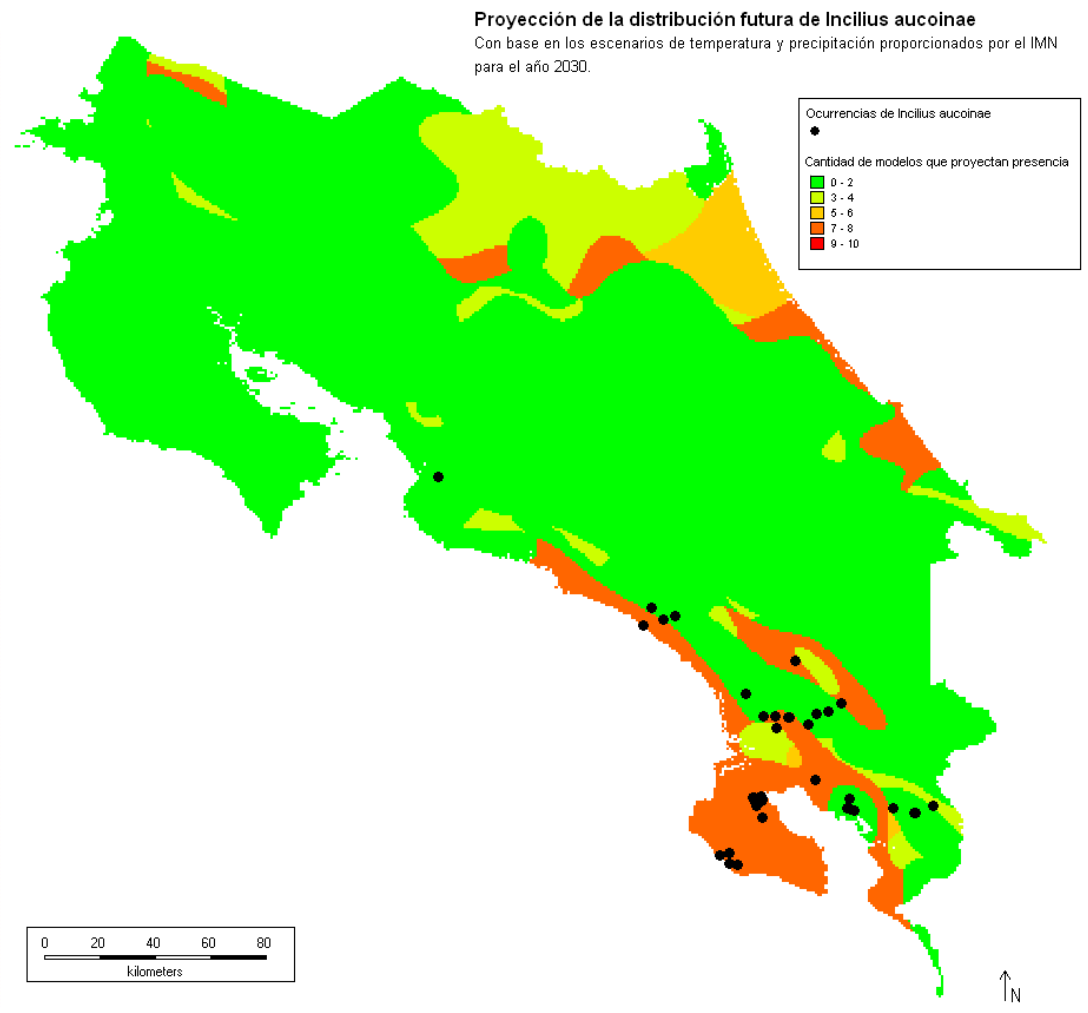 Proyección de la distribución futura de Incilius aucoinae
Con base en los escenarios de temperatura y precipitación proporcionados por el IMN
para el año 2030.
Ocurrencias de Incilius aucoinae
Cantidad de modelos que proyectan presencia
0 - 2
3 - 4
5 - 6
7 - 8
9 - 10
0 20 40 60 80
kilometers
N